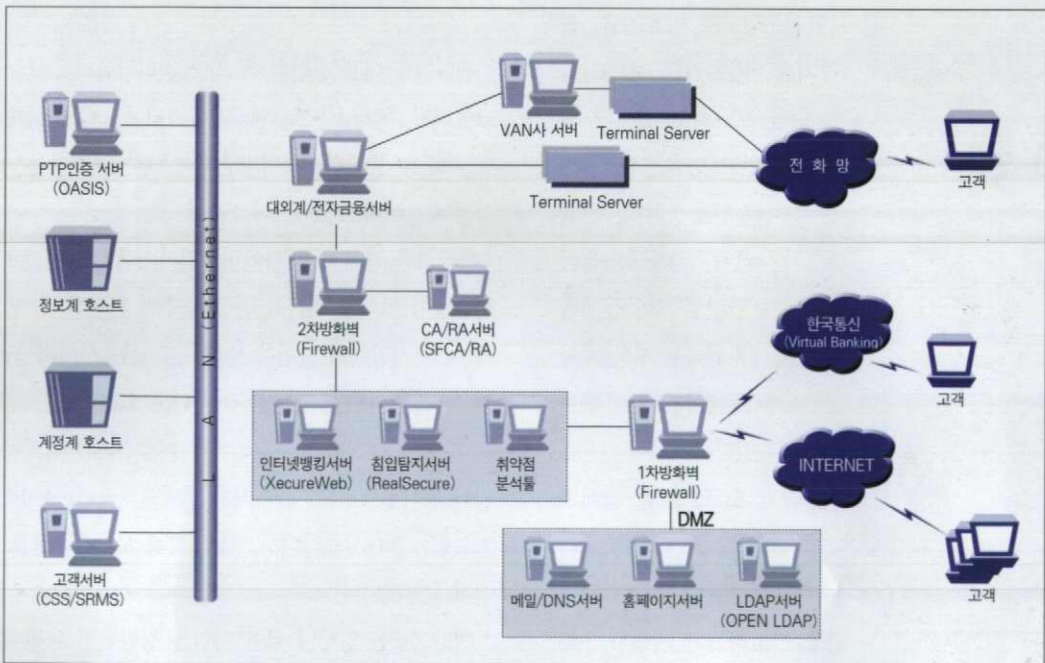 PTP인증 서버
(OASIS)
정보계 호스트
계정계 호스트
고객서버
(CSS/SRMS)
L A N (Ethernet)
대외계/전자금융서버
VAN사 서버
Terminal Server
Terminal Server
전 화 망
고객
2차방화벽
(Firewall)
CA/RA서버
(SFCA/RA)
한국통신
(Virtual Banking)
고객
인터넷뱅킹서버
(XecureWeb)
침입탐지서버
(RealSecure)
취약점
분석툴
1차방화벽
(Firewall)
INTERNET
고객
DMZ
메일/DNS서버
홈페이지서버
LDAP서버
(OPEN LDAP)